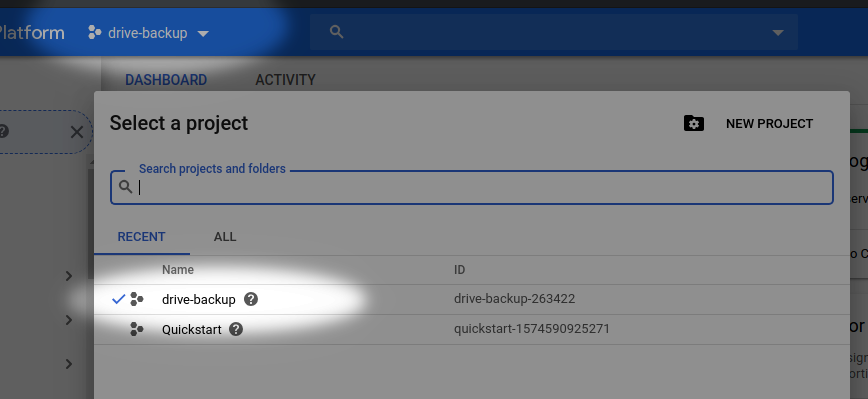 Platform drive-backup
DASHBOARD ACTIVITY
Select a project NEW PROJECT
Search projects and folders
RECENT ALL
Name ID
drive-backup drive-backup-263422
Quickstart quickstart-1574590925271